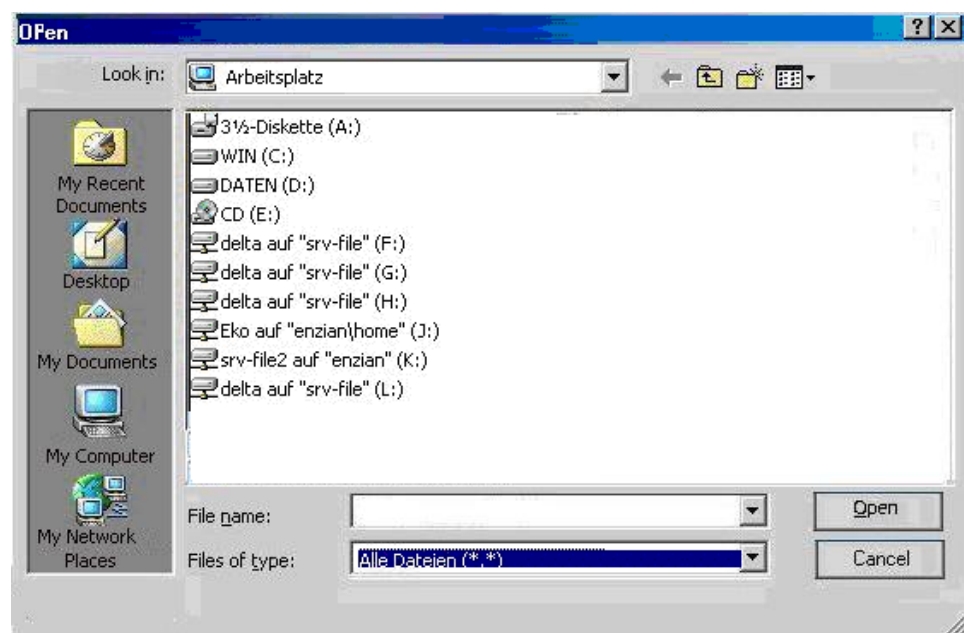 OPen
Look in:
Arbeitsplatz
My Recent
Documents
Desktop
My Documents
My Computer
My Network
Places
3½-Diskette (A:)
WIN (C:)
DATEN (D:)
CD (E:)
delta auf "srv-file" (F:)
delta auf "srv-file" (G:)
delta auf "srv-file" (H:)
Eko auf "enzian\home" (J:)
srv-file2 auf "enzian" (K:)
delta auf "srv-file" (L:)
File name:
Open
Files of type:
Alle Dateien (*.*)
Cancel